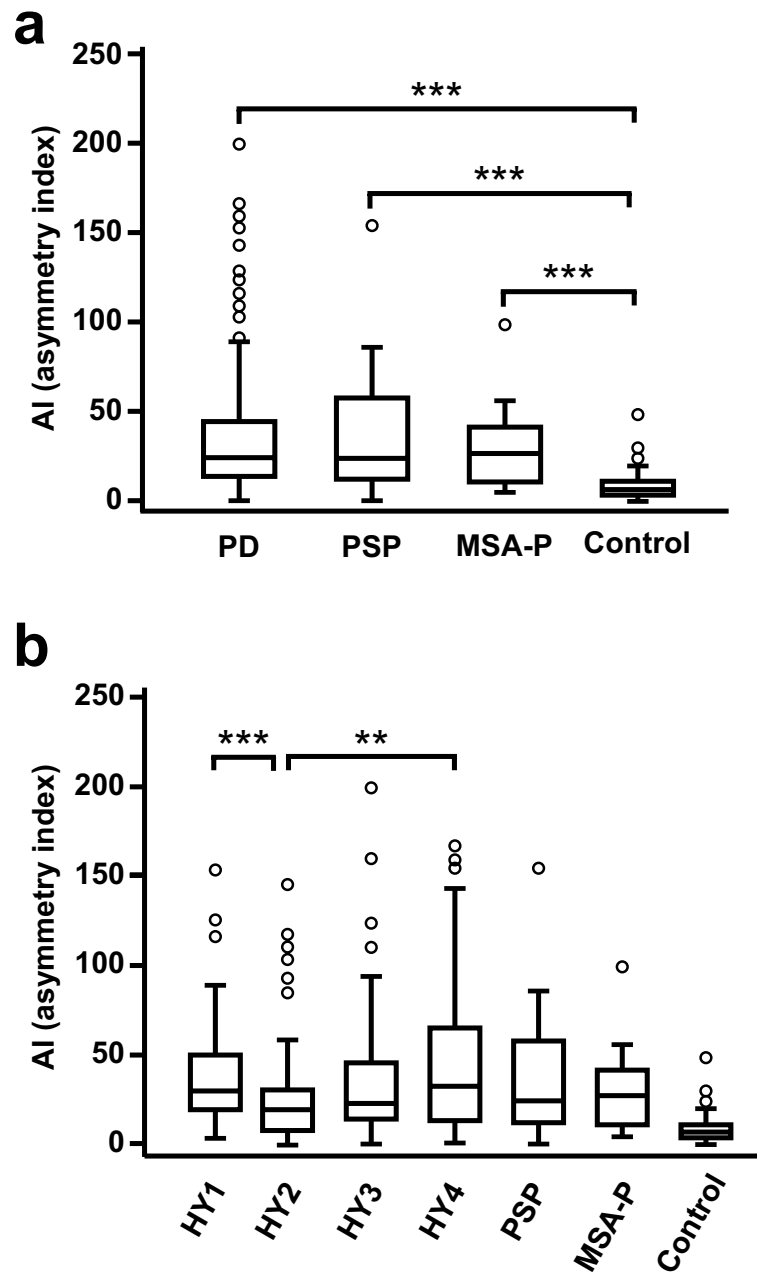 a
AI (asymmetry index)
250
200
150
100
50
0
***
***
***
PD PSP MSA-P Control
b
AI (asymmetry index)
250
200
150
100
50
0
*** **
HY1 HY2 HY3 HY4 PSP MSA-P Control